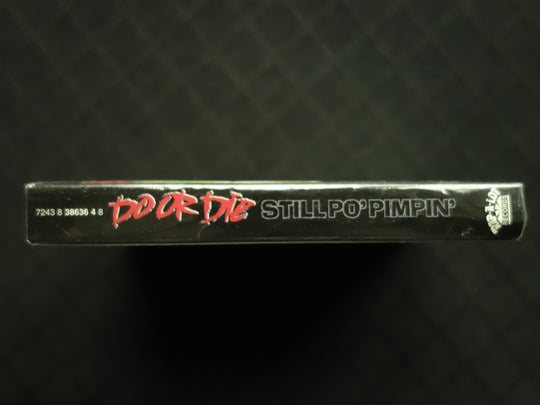 7243 8 38636 4 8 DO OR DIE STILL PO' PIMPIN'